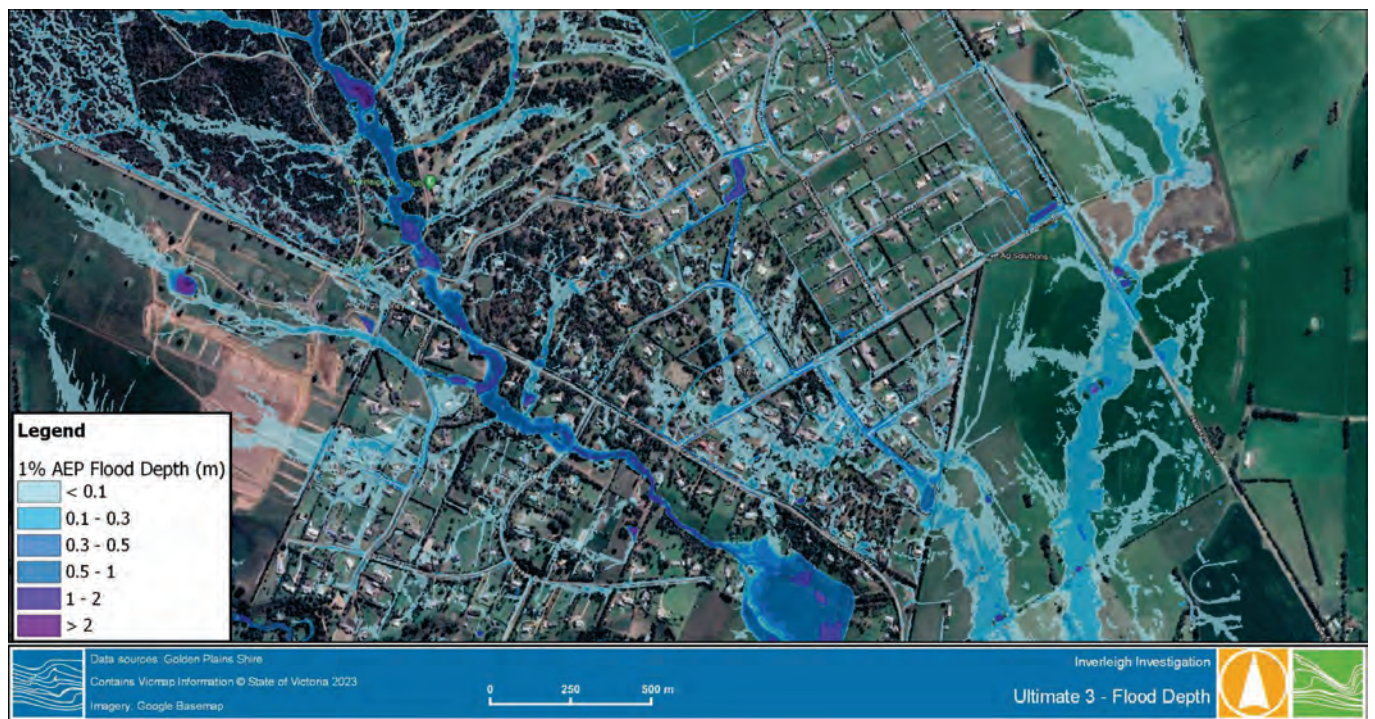 Ag Solutions
Legend
1% AEP Flood Depth (m)
< 0.1
0.1 - 0.3
0.3 - 0.5
0.5 - 1
1 - 2
> 2
Data sources: Golden Plains Shire
Contains Vicmap Information © State of Victoria 2023
Imagery: Google Basemap
0 250 500 m
Inverleigh Investigation
Ultimate 3 - Flood Depth